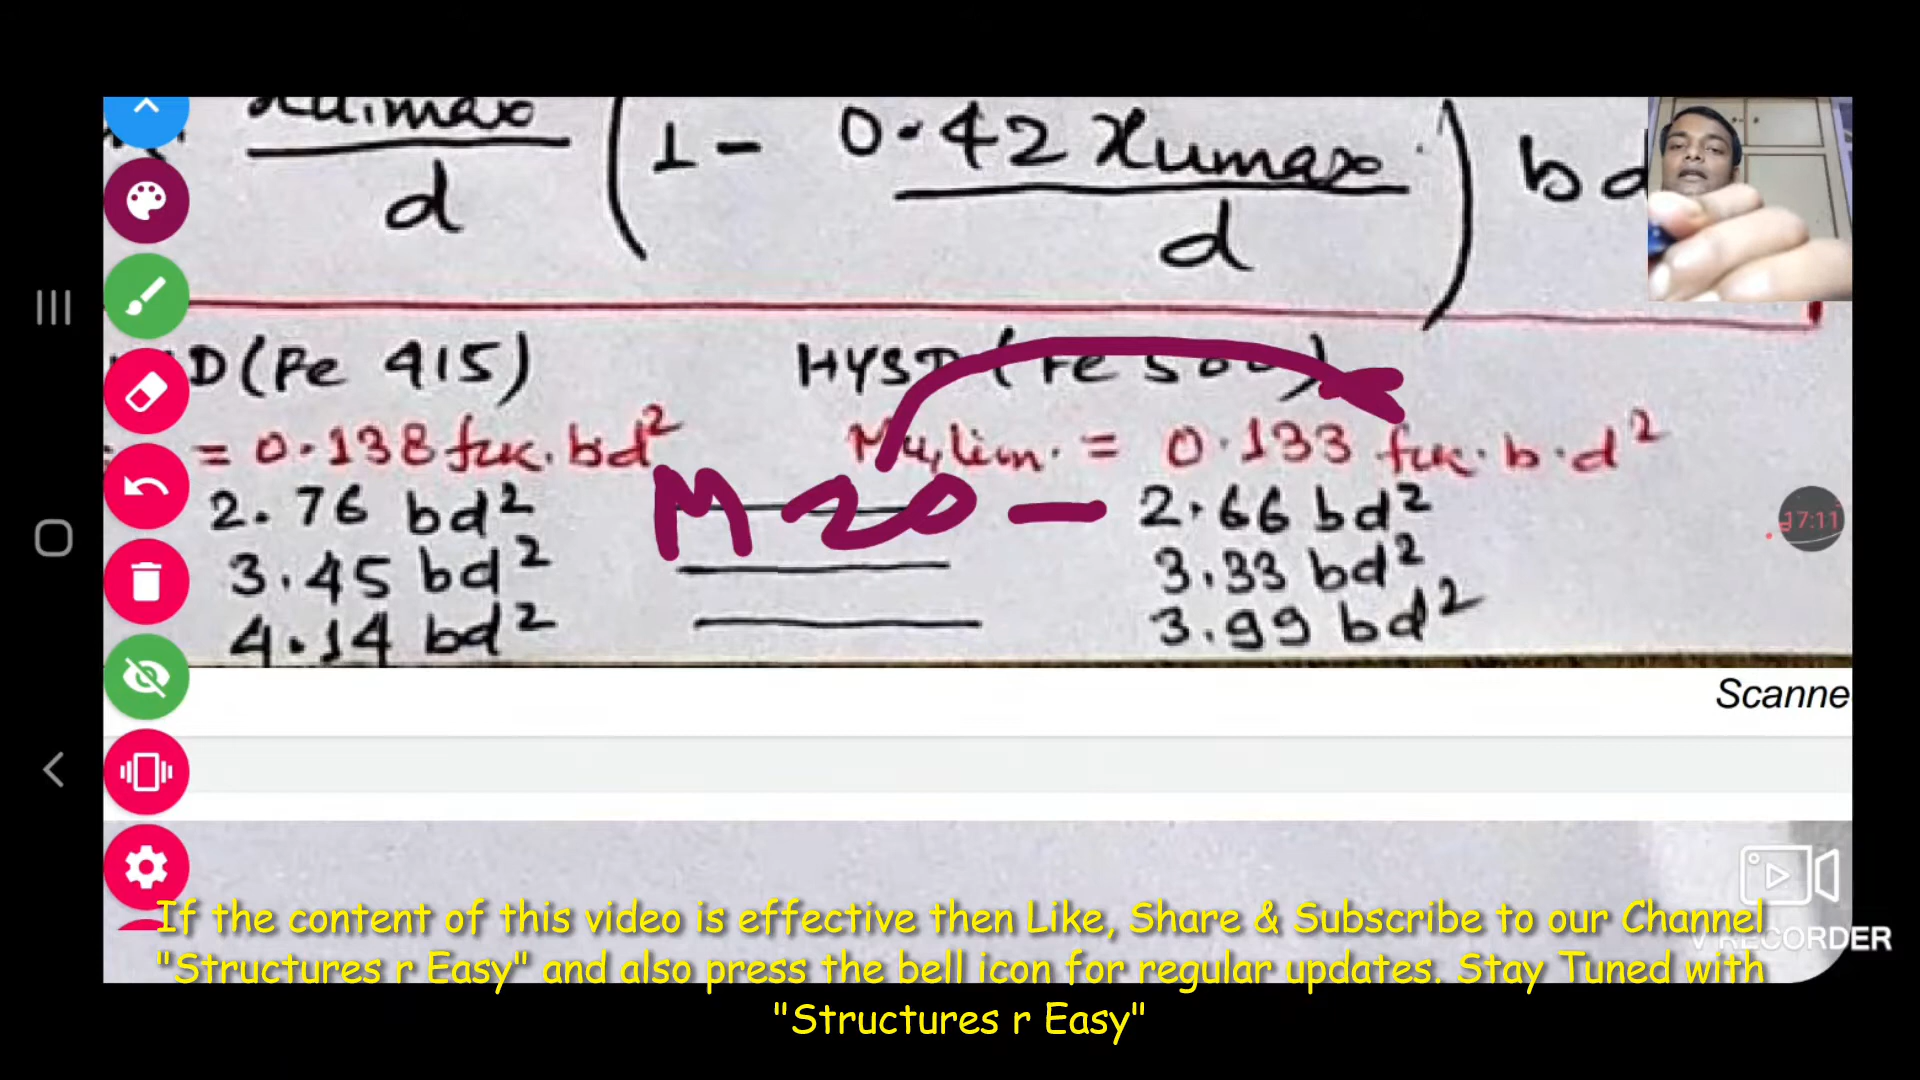 xu,max / d ( 1 - 0.42 xumax / d ) bd
D (Fe 415)
HYSD (Fe 500)
= 0.138 fck. bd²
Mu,lim. = 0.133 fck. b.d²
2.76 bd²
M20 -
2.66 bd²
3.45 bd²
3.33 bd²
4.14 bd²
3.99 bd²
17:11
Scanne
V RECORDER
If the content of this video is effective then Like, Share & Subscribe to our Channel
"Structures r Easy" and also press the bell icon for regular updates. Stay Tuned with
"Structures r Easy"